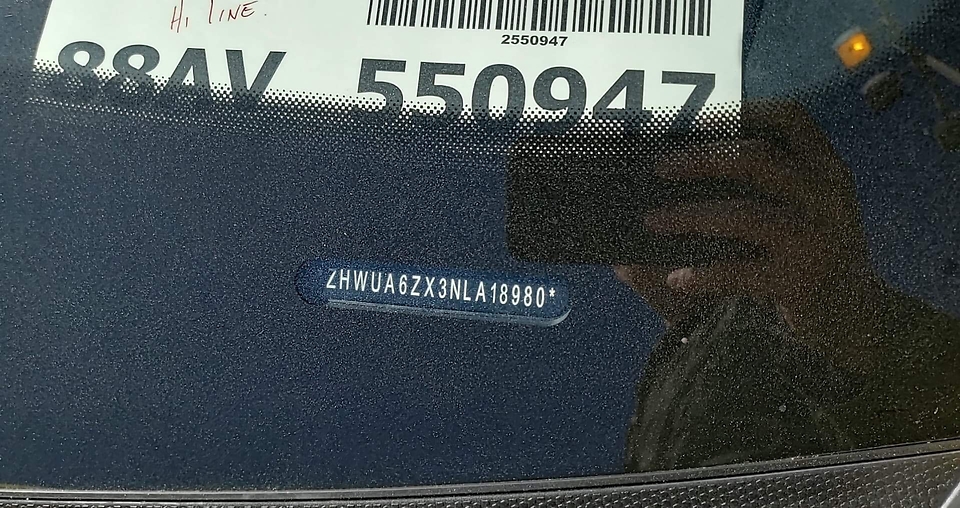 HI LINE.
2550947
88AV 550947
ZHWUA6ZX3NLA18980*